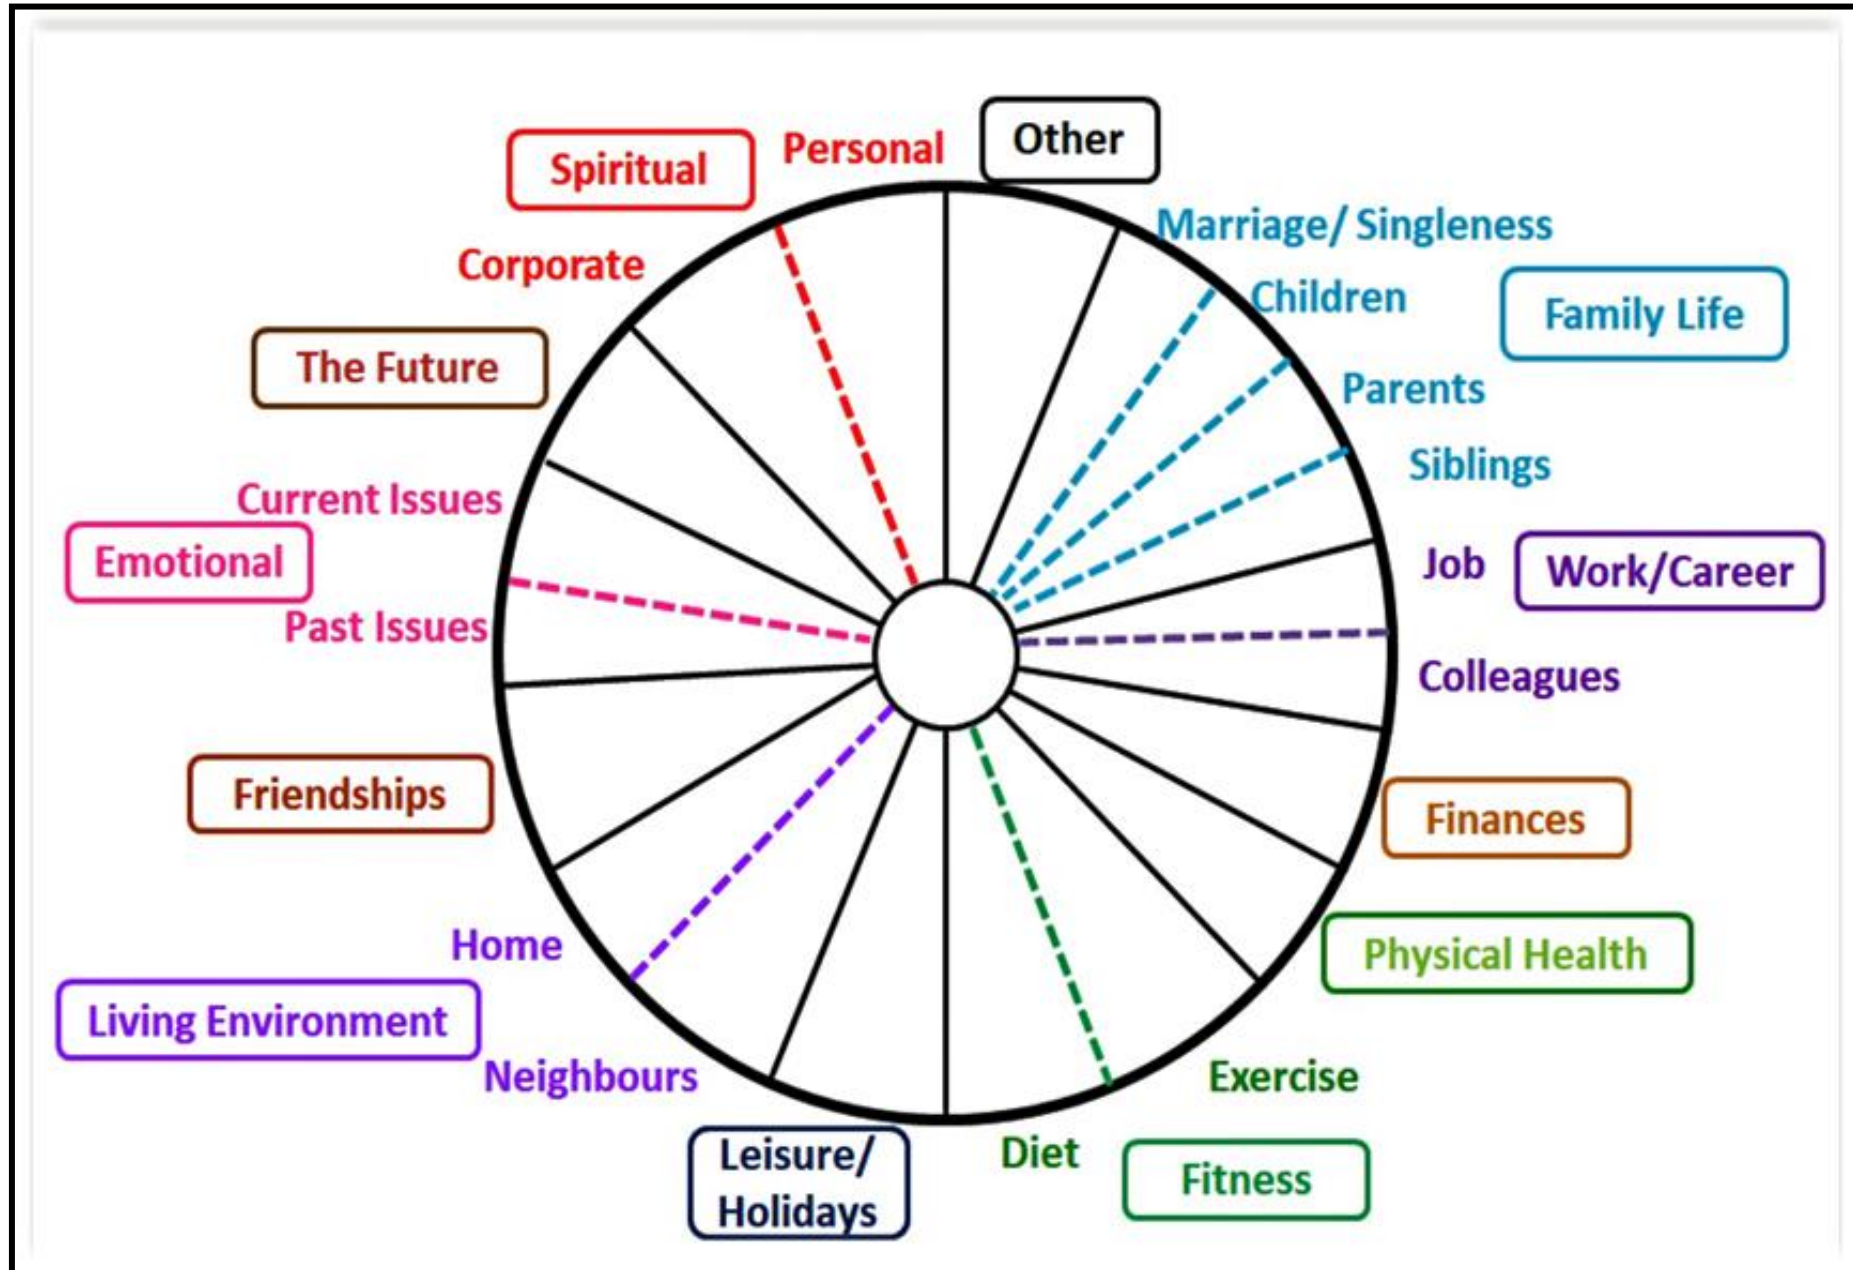 Other
Spiritual
Personal
Marriage/ Singleness
Corporate
Children
Family Life
The Future
Parents
Siblings
Current Issues
Emotional
Job
Work/Career
Past Issues
Colleagues
Friendships
Finances
Home
Physical Health
Living Environment
Neighbours
Exercise
Leisure/
Holidays
Diet
Fitness